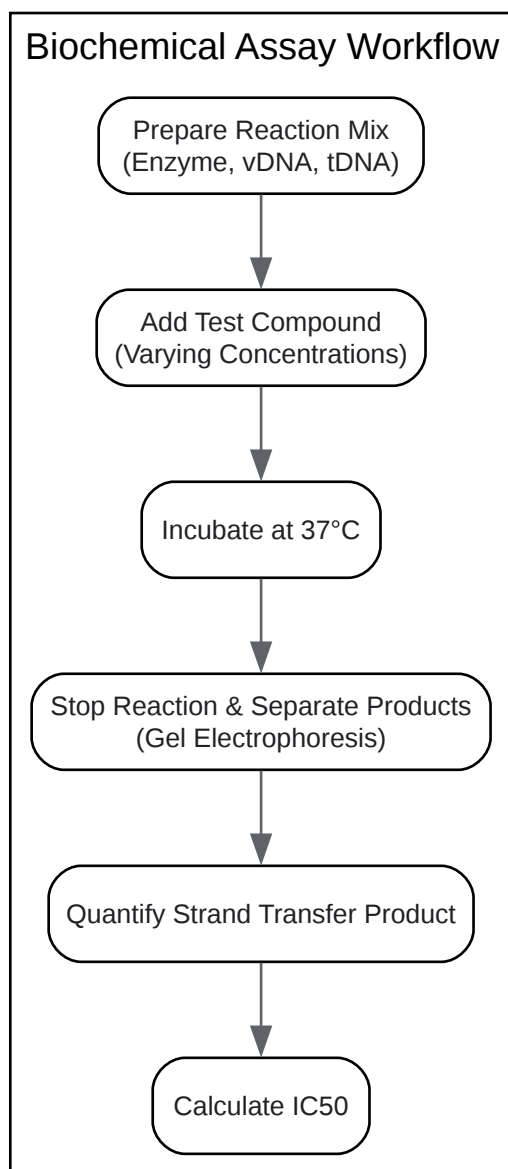 Biochemical Assay Workflow
Prepare Reaction Mix
(Enzyme, vDNA, tDNA)
Add Test Compound
(Varying Concentrations)
Incubate at 37°C
Stop Reaction & Separate Products
(Gel Electrophoresis)
Quantify Strand Transfer Product
Calculate IC50